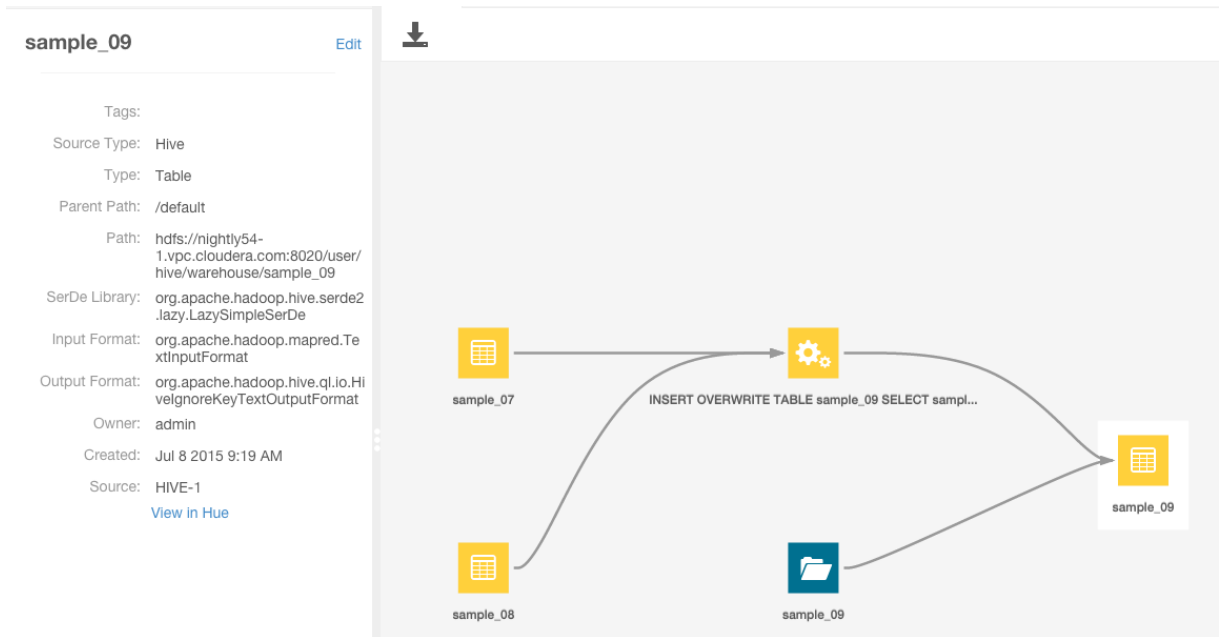 sample_09
Edit
Tags:
Source Type: Hive
Type: Table
Parent Path: /default
Path: hdfs://nightly54-
1.vpc.cloudera.com:8020/user/
hive/warehouse/sample_09
SerDe Library: org.apache.hadoop.hive.serde2
.lazy.LazySimpleSerDe
Input Format: org.apache.hadoop.mapred.Te
xtInputFormat
Output Format: org.apache.hadoop.hive.ql.io.Hi
veIgnoreKeyTextOutputFormat
Owner: admin
Created: Jul 8 2015 9:19 AM
Source: HIVE-1
View in Hue
sample_07
INSERT OVERWRITE TABLE sample_09 SELECT sampl...
sample_09
sample_08
sample_09